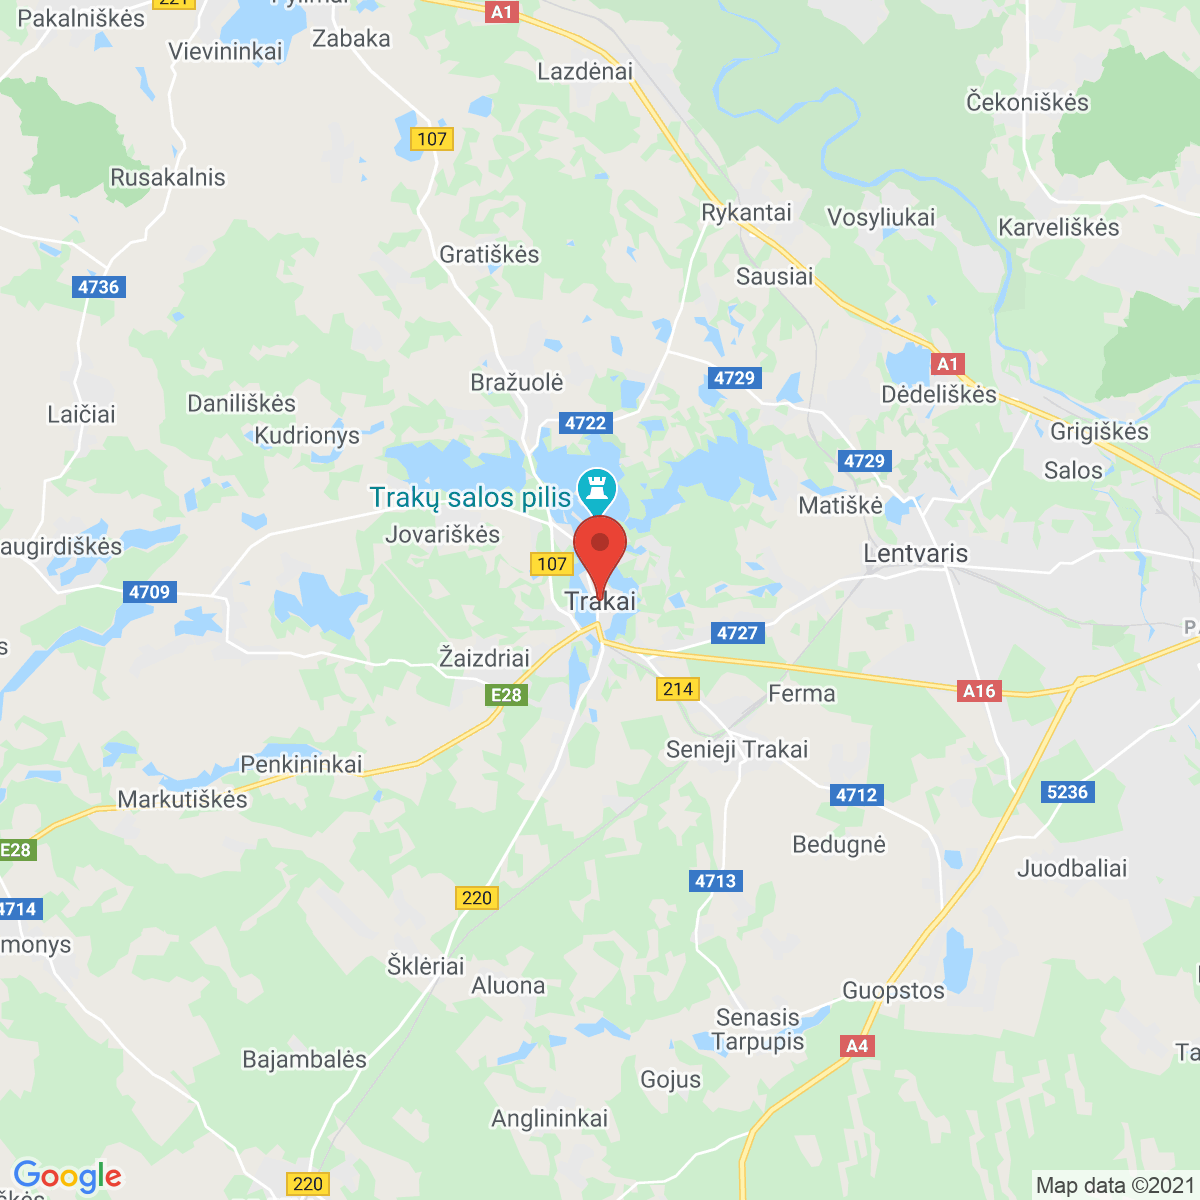 221
Pakalniškės
A1
Vievininkai
Zabaka
Lazdėnai
Čekoniškės
107
Rusakalnis
Rykantai
Vosyliukai
Karveliškės
Gratiškės
Sausiai
4736
A1
4729
Bražuolė
Dėdeliškės
Daniliškės
Laičiai
4722
Kudrionys
Grigiškės
4729
Salos
Trakų salos pilis
Matiškė
Jovariškės
augirdiškės
Lentvaris
107
4709
Trakai
4727
Žaizdriai
E28
214
Ferma
A16
Senieji Trakai
Penkininkai
Markutiškės
4712
5236
Bedugnė
E28
Juodbaliai
4713
220
4714
monys
Šklėriai
Aluona
Guopstos
Senasis
Tarpupis
A4
Ta
Bajambalės
Gojus
Anglininkai
Google
220
Map data ©2021